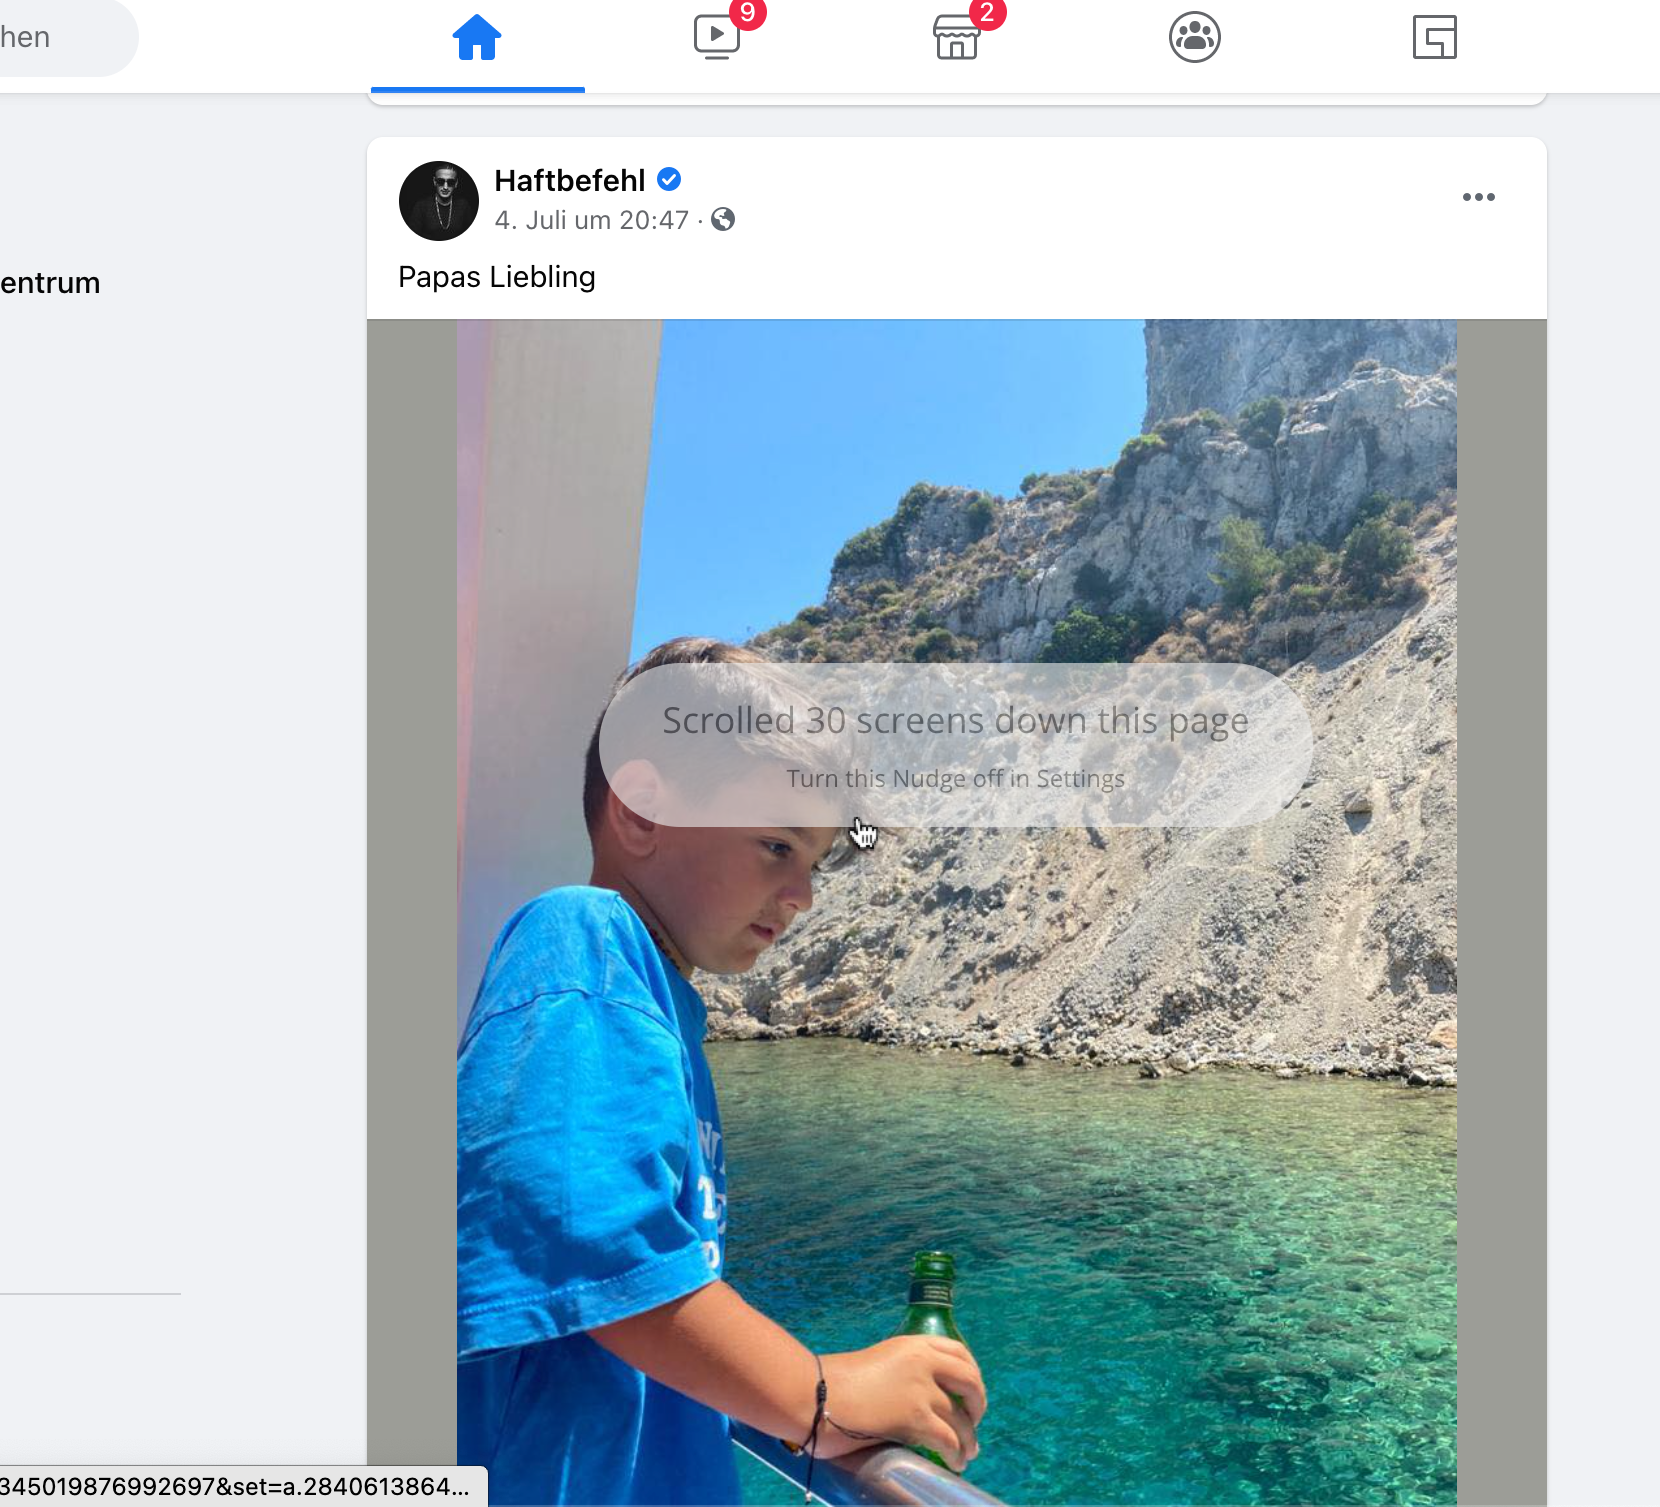 hen
9
2
Haftbefehl
4. Juli um 20:47 ·
Papas Liebling
entrum
Scrolled 30 screens down this page
Turn this Nudge off in Settings
345019876992697&set=a.2840613864...